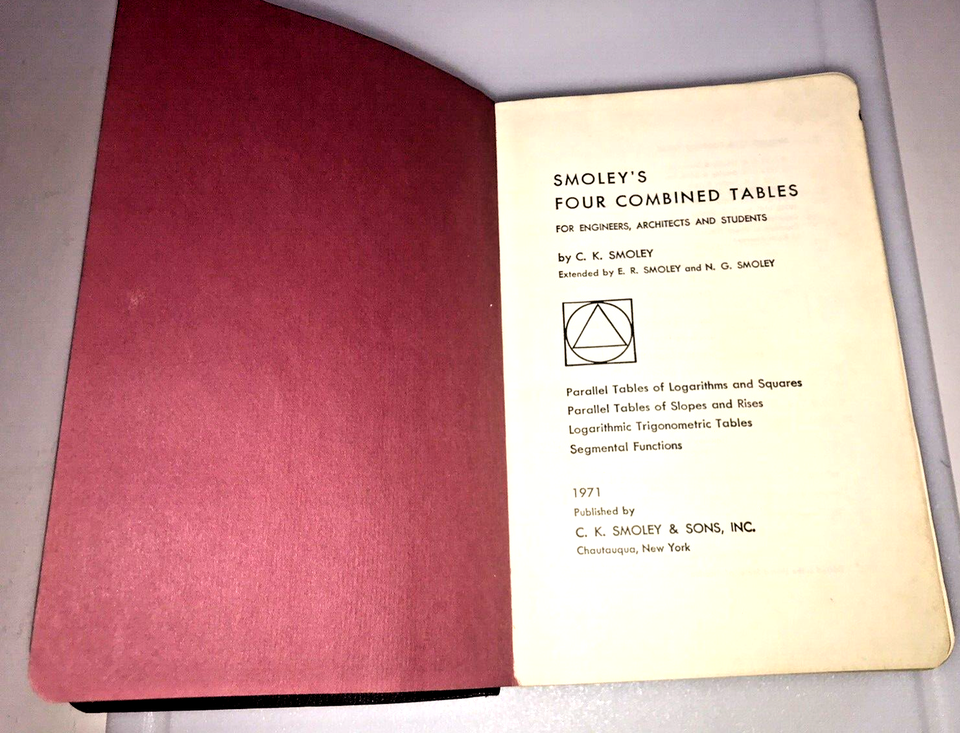 SMOLEY'S
FOUR COMBINED TABLES
FOR ENGINEERS, ARCHITECTS AND STUDENTS
by C. K. SMOLEY
Extended by E. R. SMOLEY and N. G. SMOLEY
Parallel Tables of Logarithms and Squares
Parallel Tables of Slopes and Rises
Logarithmic Trigonometric Tables
Segmental Functions
1971
Published by
C. K. SMOLEY & SONS, INC.
Chautauqua, New York